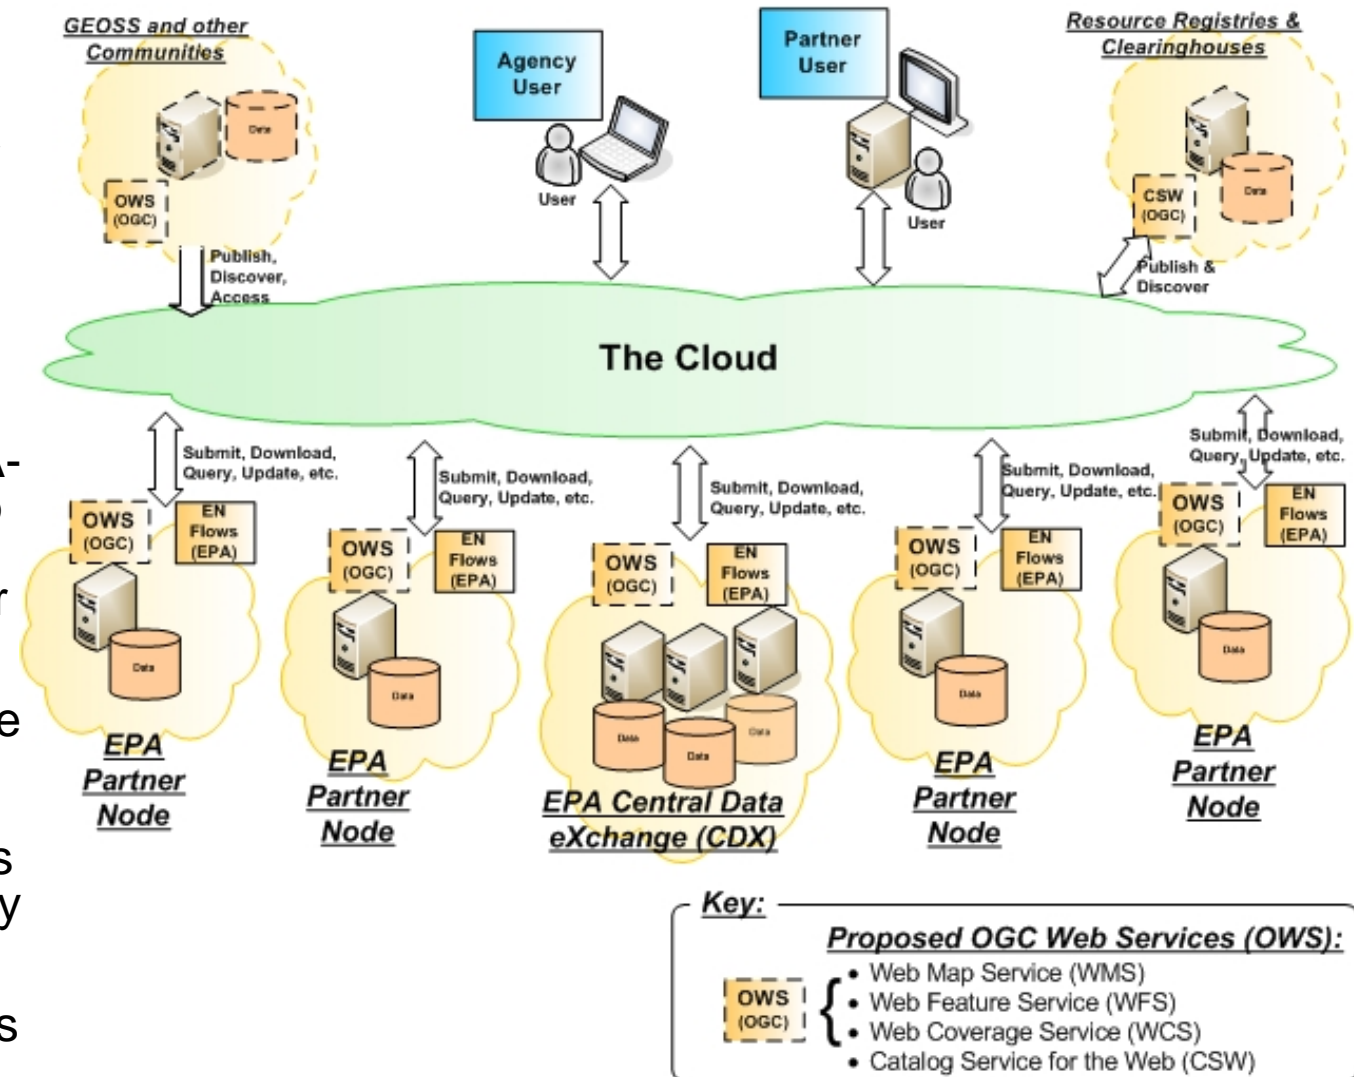 GEOSS and other
Communities
Data
OWS
(OGC)
Publish,
Discover,
Access
Agency
User
User
Partner
User
User
Resource Registries &
Clearinghouses
CSW
(OGC)
Data
Publish &
Discover
The Cloud
Submit, Download,
Query, Update, etc.
OWS
(OGC)
EN
Flows
(EPA)
Data
EPA
Partner
Node
Submit, Download,
Query, Update, etc.
OWS
(OGC)
EN
Flows
(EPA)
Data
EPA
Partner
Node
Submit, Download,
Query, Update, etc.
OWS
(OGC)
EN
Flows
(EPA)
Data
Data
Data
EPA Central Data
eXchange (CDX)
Submit, Download,
Query, Update, etc.
OWS
(OGC)
EN
Flows
(EPA)
Data
EPA
Partner
Node
Submit, Download,
Query, Update, etc.
OWS
(OGC)
EN
Flows
(EPA)
Data
EPA
Partner
Node
Key:
Proposed OGC Web Services (OWS):
OWS
(OGC)
{
• Web Map Service (WMS)
• Web Feature Service (WFS)
• Web Coverage Service (WCS)
• Catalog Service for the Web (CSW)